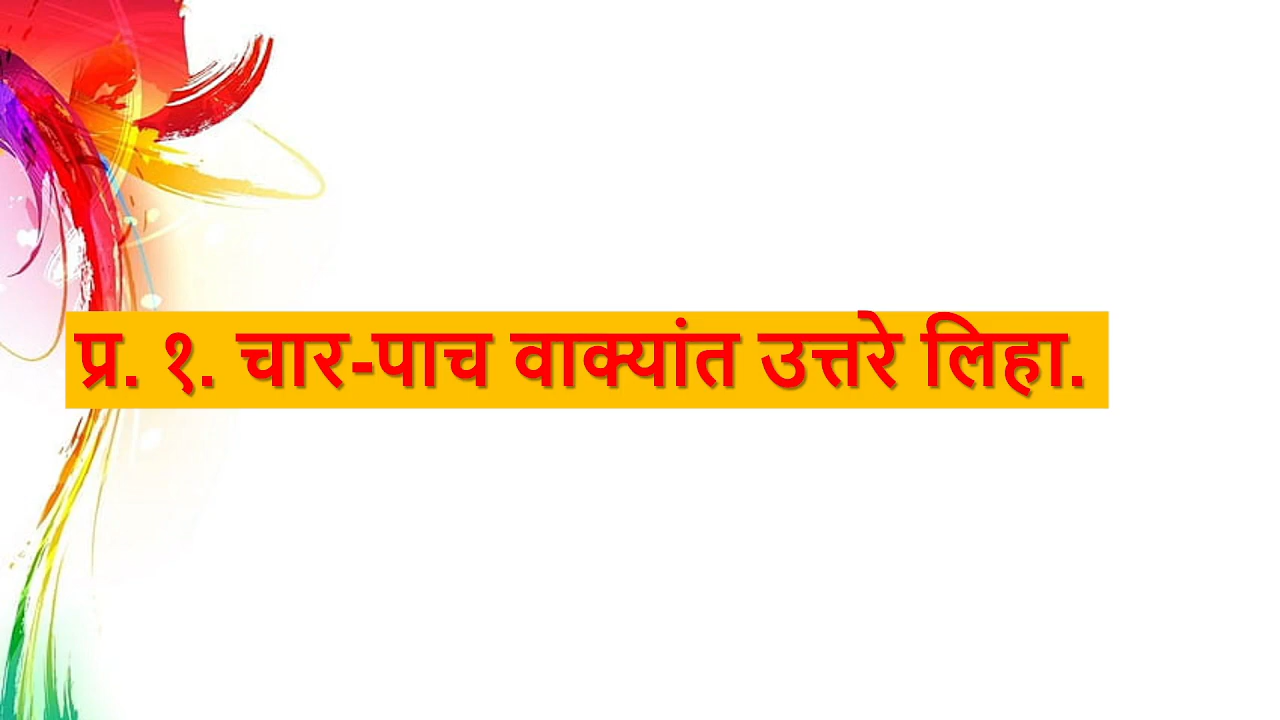 प्र. १. चार-पाच वाक्यांत उत्तरे लिहा.